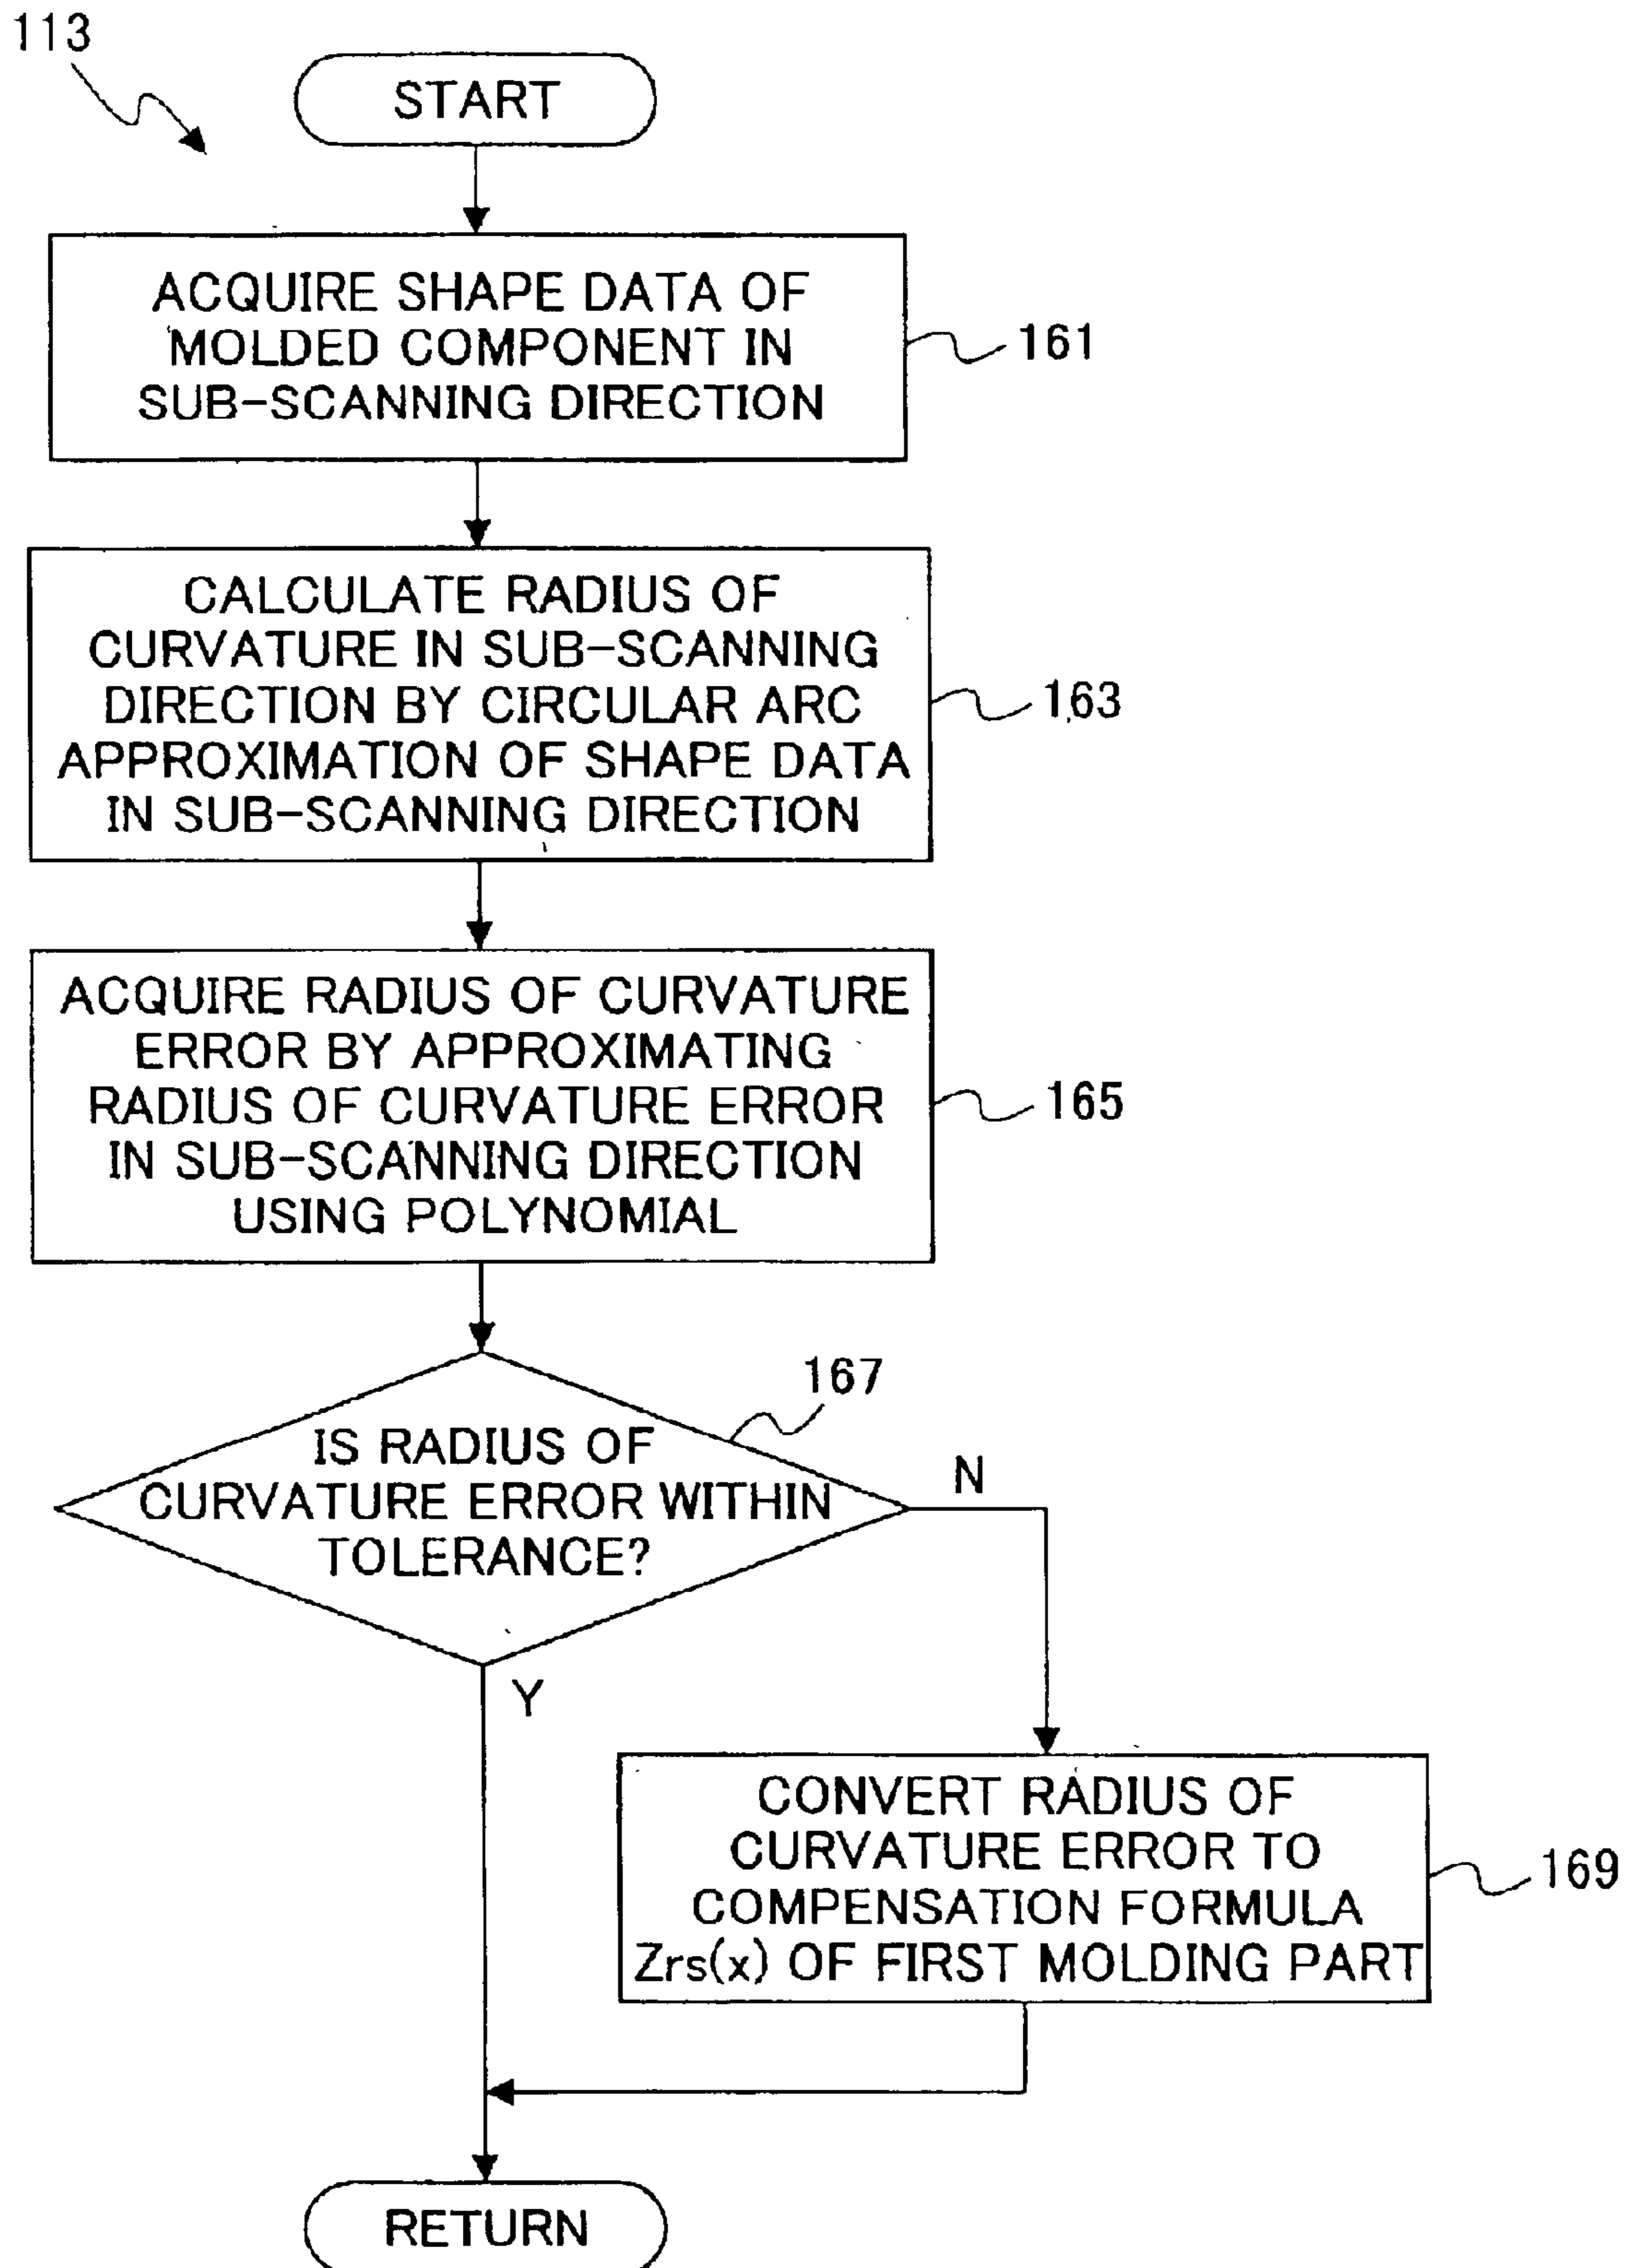 113
START
ACQUIRE SHAPE DATA OF
MOLDED COMPONENT IN
SUB-SCANNING DIRECTION
161
CALCULATE RADIUS OF
CURVATURE IN SUB-SCANNING
DIRECTION BY CIRCULAR ARC
APPROXIMATION OF SHAPE DATA
IN SUB-SCANNING DIRECTION
163
ACQUIRE RADIUS OF CURVATURE
ERROR BY APPROXIMATING
RADIUS OF CURVATURE ERROR
IN SUB-SCANNING DIRECTION
USING POLYNOMIAL
165
167
IS RADIUS OF
CURVATURE ERROR WITHIN
TOLERANCE?
N
Y
CONVERT RADIUS OF
CURVATURE ERROR TO
COMPENSATION FORMULA
Zrs(x) OF FIRST MOLDING PART
169
RETURN